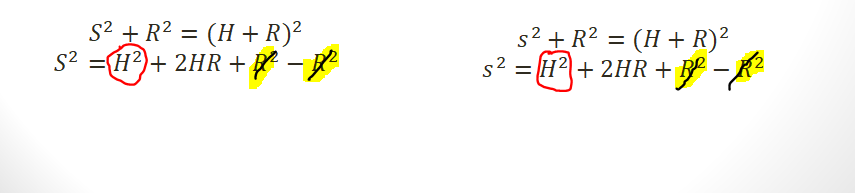 S² + R² = (H + R)²
S² = H² + 2HR + R² − R²
s² + R² = (H + R)²
s² = H² + 2HR + R² − R²